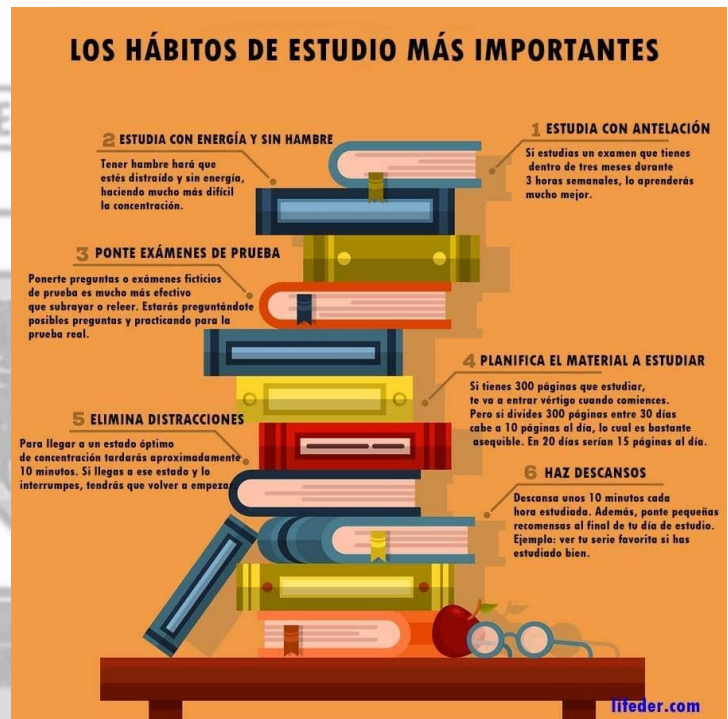 LOS HÁBITOS DE ESTUDIO MÁS IMPORTANTES
1 ESTUDIA CON ANTELACIÓN
Si estudias un examen que tienes
dentro de tres meses durante
3 horas semanales, lo aprenderás
mucho mejor.
2 ESTUDIA CON ENERGÍA Y SIN HAMBRE
Tener hambre hará que
estés distraído y sin energía,
haciendo mucho más difícil
la concentración.
3 PONTE EXÁMENES DE PRUEBA
Ponerte preguntas o exámenes ficticios
de prueba es mucho más efectivo
que subrayar o releer. Estarás preguntándote
posibles preguntas y practicando para la
prueba real.
4 PLANIFICA EL MATERIAL A ESTUDIAR
Si tienes 300 páginas que estudiar,
te va a entrar vértigo cuando comiences.
Pero si divides 300 páginas entre 30 días
cabe a 10 páginas al día, lo cual es bastante
asequible. En 20 días serían 15 páginas al día.
5 ELIMINA DISTRACCIONES
Para llegar a un estado óptimo
de concentración tardarás aproximadamente
10 minutos. Si llegas a ese estado y lo
interrumpes, tendrás que volver a empeza
6 HAZ DESCANSOS
Descansa unos 10 minutos cada
hora estudiada. Además, ponte pequeñas
recomensas al final de tu día de estudio.
Ejemplo: ver tu serie favorita si has
estudiado bien.
lifeder.com